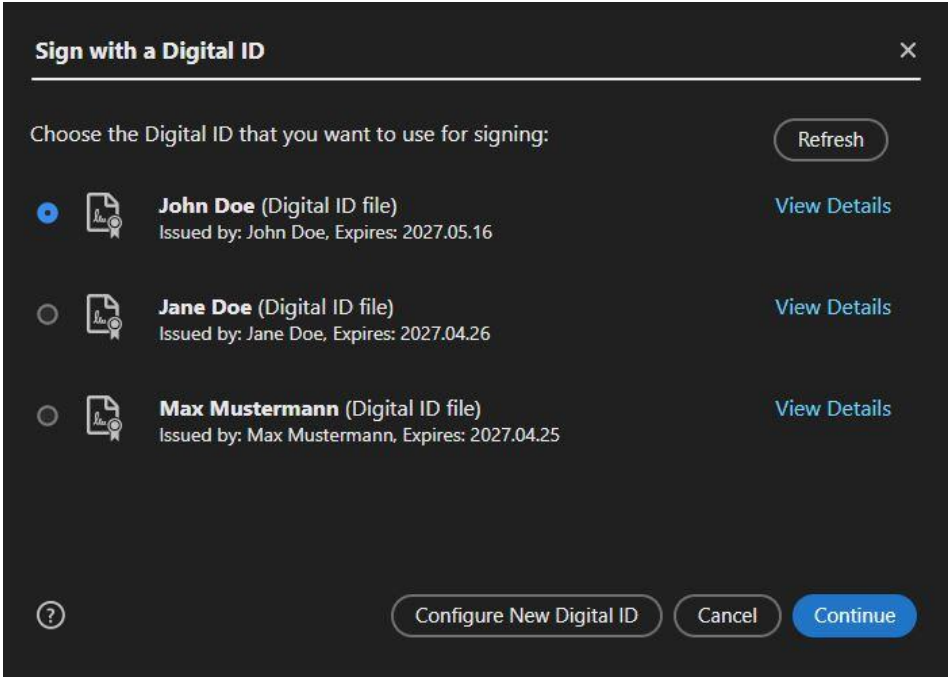 Sign with a Digital ID
Choose the Digital ID that you want to use for signing:
Refresh
John Doe (Digital ID file)
View Details
Issued by: John Doe, Expires: 2027.05.16
Jane Doe (Digital ID file)
View Details
Issued by: Jane Doe, Expires: 2027.04.26
Max Mustermann (Digital ID file)
View Details
Issued by: Max Mustermann, Expires: 2027.04.25
Configure New Digital ID
Cancel
Continue